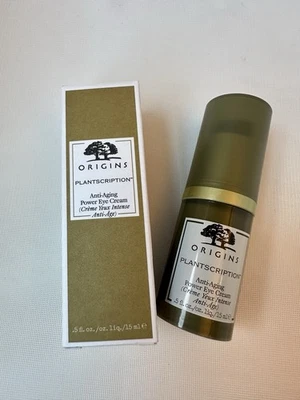 ORIGINS
PLANTSCRIPTION™
Anti-Aging
Power Eye Cream
(Crème Yeux Intense
Anti-Âge)
.5 fl.oz./oz. liq./15 ml ℮
ORIGINS
PLANTSCRIPTION™
Anti-Aging
Power Eye Cream
(Crème Yeux Intense
Anti-Âge)
.5 fl.oz./oz. liq./15 ml ℮